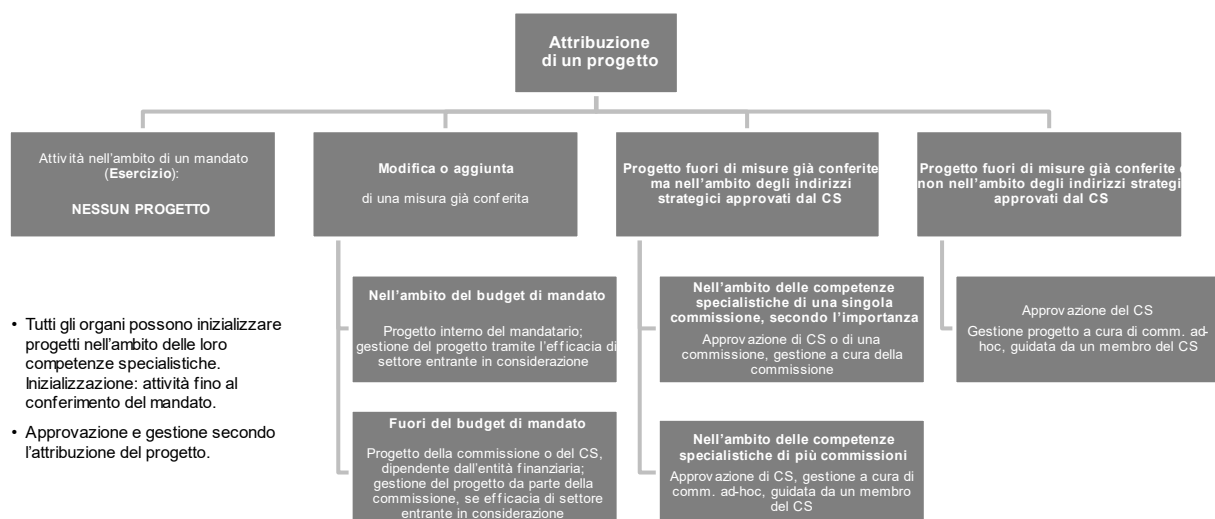 Attribuzione
di un progetto
Attività nell'ambito di un mandato
(Esercizio):
NESSUN PROGETTO
Modifica o aggiunta
di una misura già conferita
Progetto fuori di misure già conferite
ma nell'ambito degli indirizzi
strategici approvati dal CS
Progetto fuori di misure già conferite
non nell'ambito degli indirizzi strategi
approvati dal CS
Nell'ambito del budget di mandato
Progetto interno del mandatario;
gestione del progetto tramite l'efficacia di
settore entrante in considerazione
Fuori del budget di mandato
Progetto della commissione o del CS,
dipendente dall'entità finanziaria;
gestione del progetto da parte della
commissione, se efficacia di settore
entrante in considerazione
Nell'ambito delle competenze
specialistiche di una singola
commissione, secondo l'importanza
Approvazione di CS o di una
commissione, gestione a cura della
commissione
Nell'ambito delle competenze
specialistiche di più commissioni
Approvazione di CS, gestione a cura di
comm. ad-hoc, guidata da un membro
del CS
Approvazione del CS
Gestione progetto a cura di comm. ad-
hoc, guidata da un membro del CS
• Tutti gli organi possono inizializzare
progetti nell'ambito delle loro
competenze specialistiche.
Inizializzazione: attività fino al
conferimento del mandato.
• Approvazione e gestione secondo
l'attribuzione del progetto.